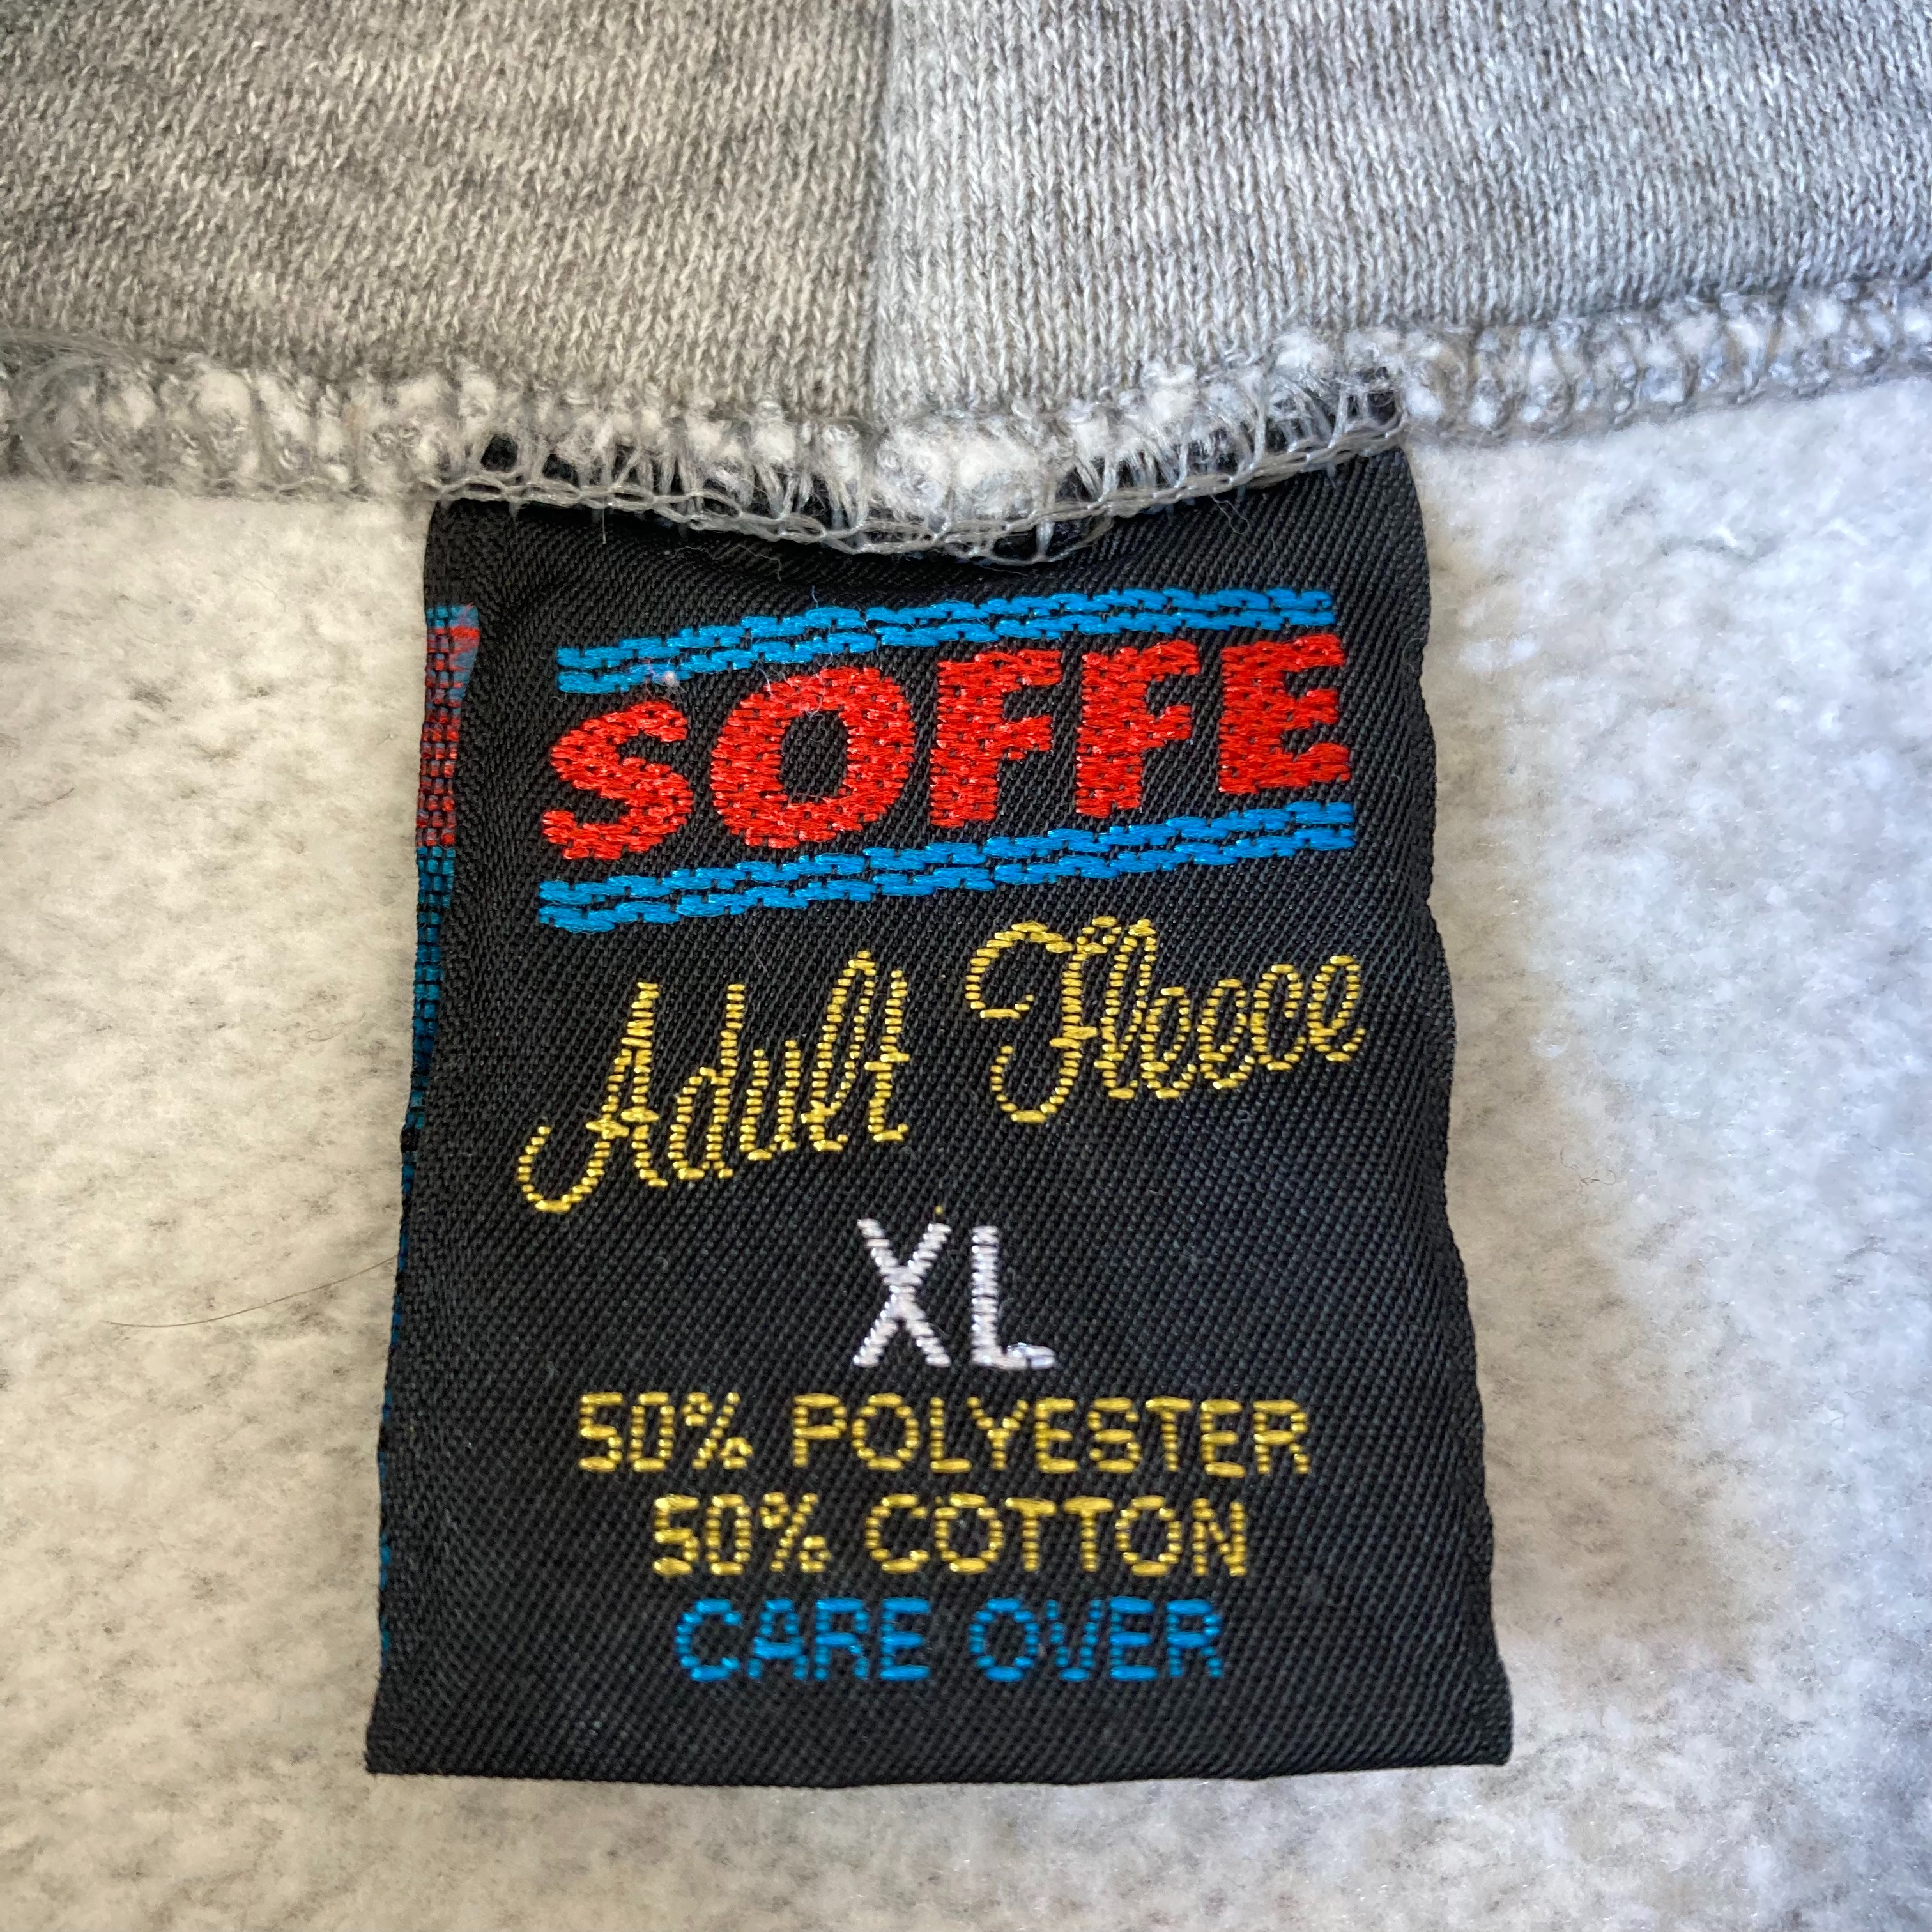 SOFFE
Adult Fleece
XL
50% POLYESTER
50% COTTON
CARE OVER